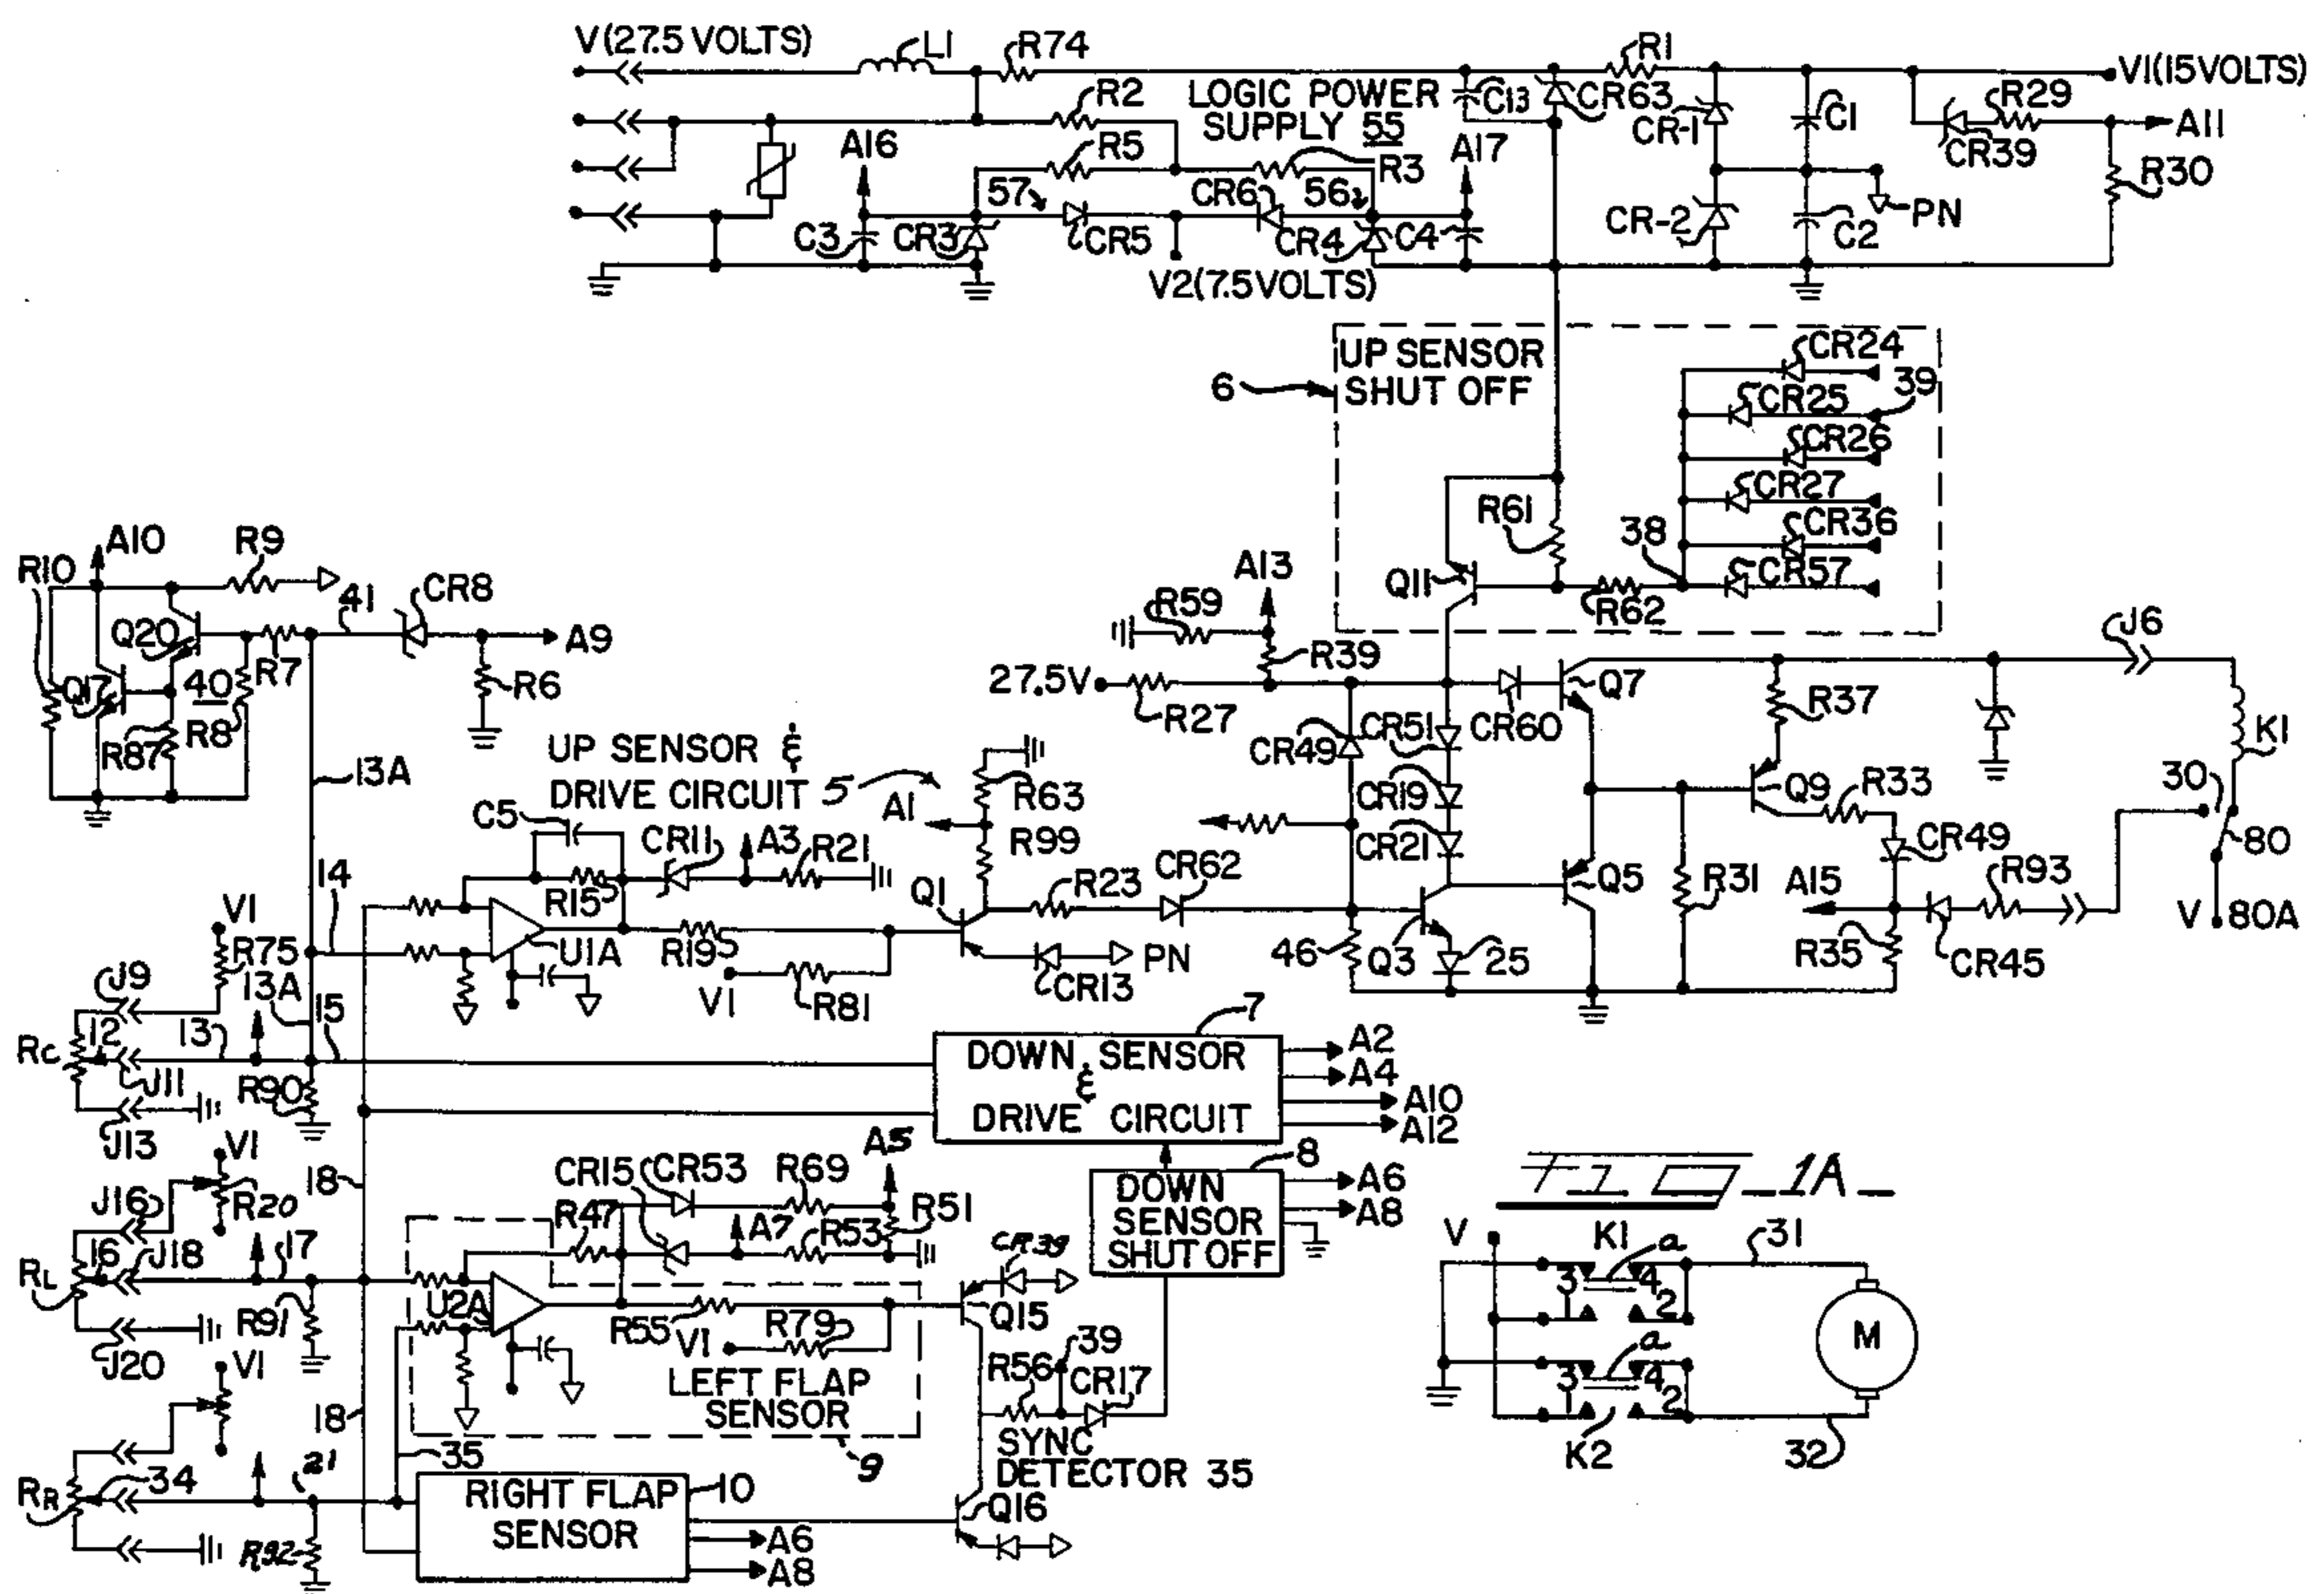 V(27.5 VOLTS)
L1
R74
R1
V1(15 VOLTS)
R2
LOGIC POWER
SUPPLY 55
C13
CR63
CR-1
C1
R29
A11
CR39
R30
A16
R5
R3
A17
57
CR6
56
C3
CR3
CR5
CR4
C4
CR-2
C2
PN
V2(7.5 VOLTS)
UP SENSOR
SHUT OFF
6
CR24
39
CR25
CR26
CR27
CR36
CR57
38
R61
Q11
R62
A10
R9
R10
41
CR8
A9
Q20
R7
Q17
40
R8
R87
R6
13A
A13
R59
R39
27.5V
R27
CR49
CR51
CR60
Q7
R37
J6
K1
UP SENSOR &
DRIVE CIRCUIT 5
A1
R63
R99
CR19
CR21
Q9
R33
30
C5
CR11
A3
R21
R15
Q1
R23
CR62
Q5
R31
CR49
80
A15
R93
V 80A
14
V1
R75
U1A
R19
V1
R81
CR13
PN
46
Q3
25
R35
CR45
J9
13A
RC
12
13
15
J11
R90
J13
7
DOWN SENSOR
&
DRIVE CIRCUIT
A2
A4
A10
A12
V1
J16
R20
18
CR15
CR53
R69
A5
8
DOWN
SENSOR
SHUT OFF
A6
A8
FIG_1A_
R47
A7
R53
R51
CR39
RL
16
J18
17
U2A
R91
J20
R55
V1
R79
Q15
39
R56
CR17
LEFT FLAP
SENSOR
9
SYNC
DETECTOR 35
V
K1
a
31
3
4
1
2
a
3
4
1
2
K2
M
32
V1
18
35
21
RR
34
R92
RIGHT FLAP
SENSOR
10
Q16
A6
A8